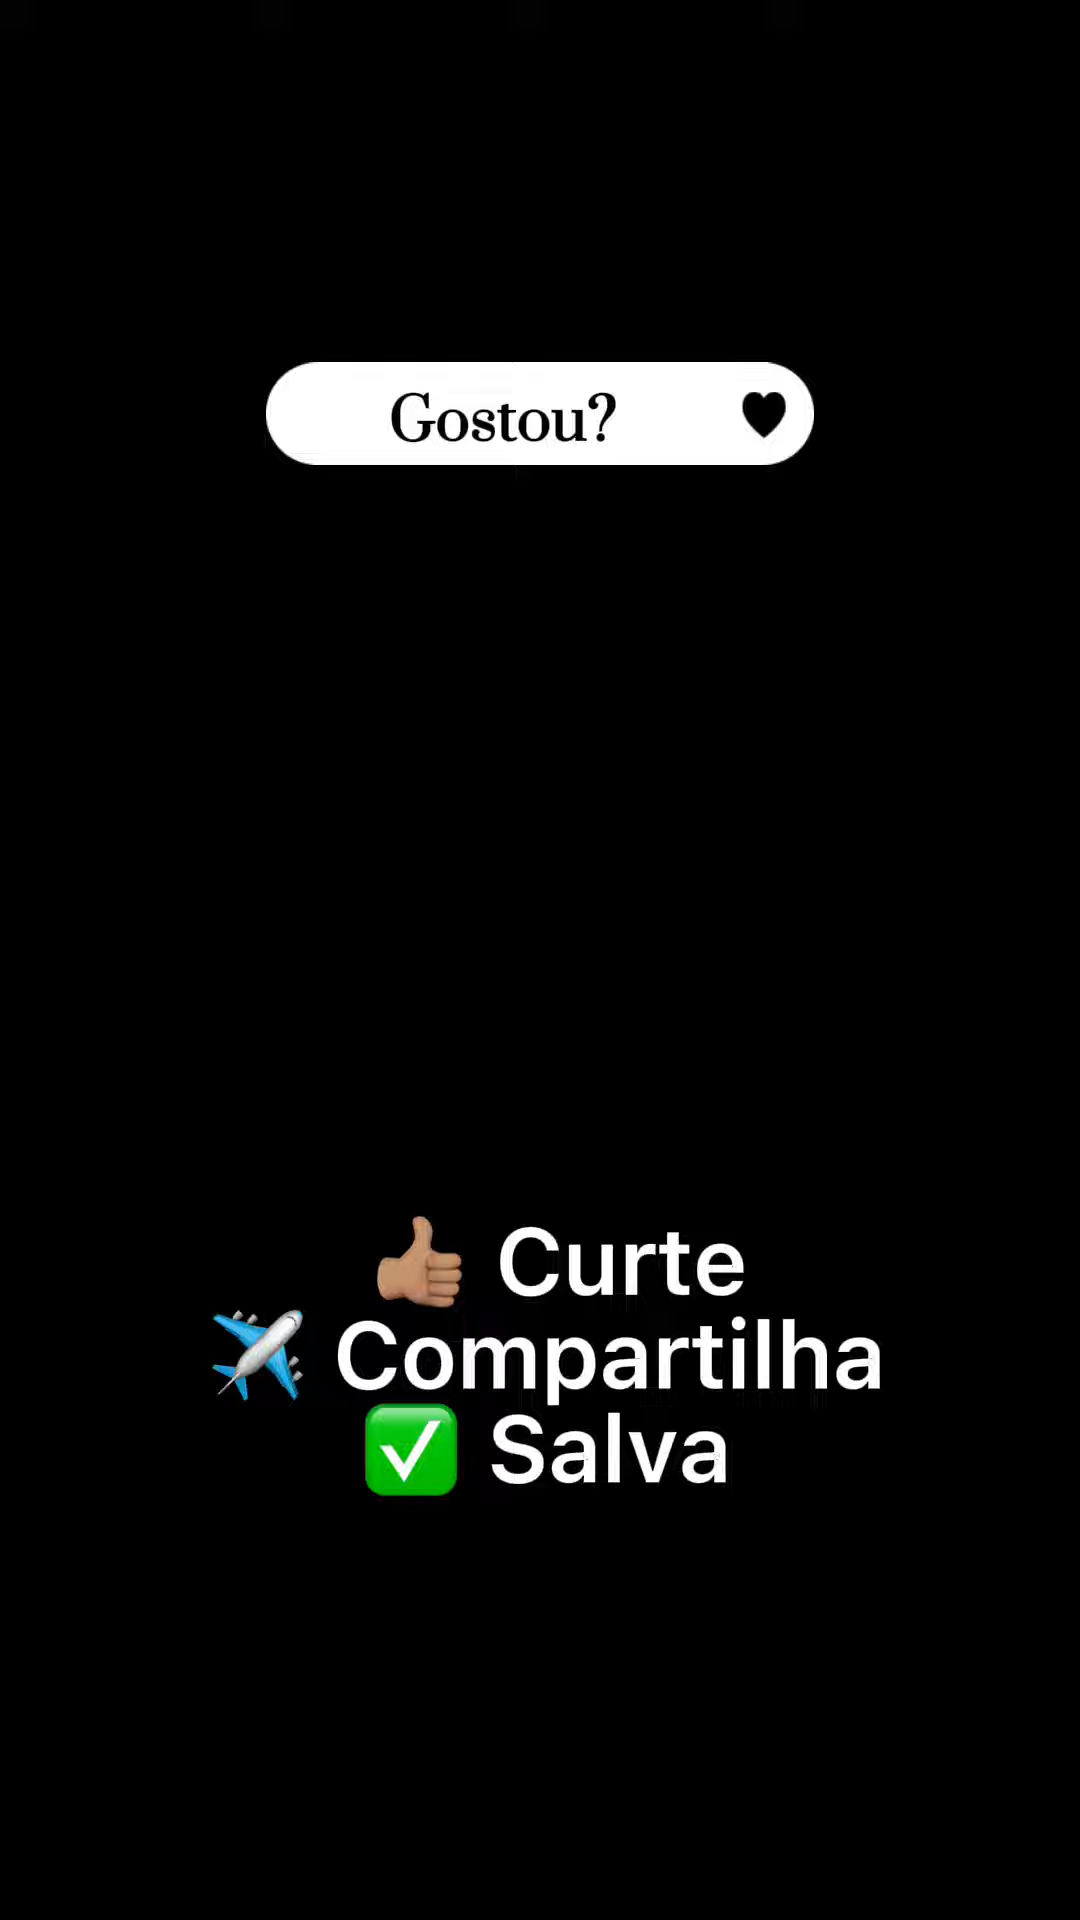 Gostou? 🖤
👍🏽 Curte
✈️ Compartilha
✅ Salva